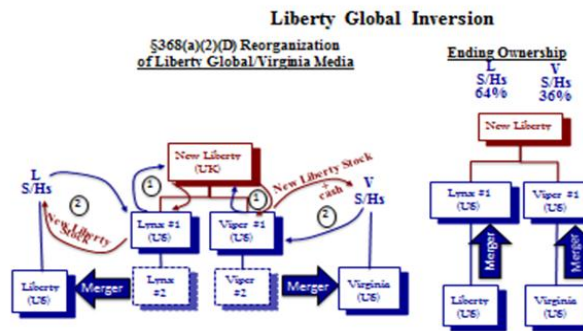 Liberty Global Inversion
§368(a)(2)(D) Reorganization
of Liberty Global/Virginia Media
Ending Ownership
L
S/Hs
64%
V
S/Hs
36%
New Liberty
New Liberty
(UK)
L
S/Hs
2
1
1
New Liberty Stock
+
cash
2
V
S/Hs
New Liberty
Stock
Lynx #1
(US)
Viper #1
(US)
Lynx #1
(US)
Viper #1
(US)
Liberty
(US)
Merger
Lynx
#2
Viper
#2
Merger
Virginia
(US)
Merger
Merger
Liberty
(US)
Virginia
(US)